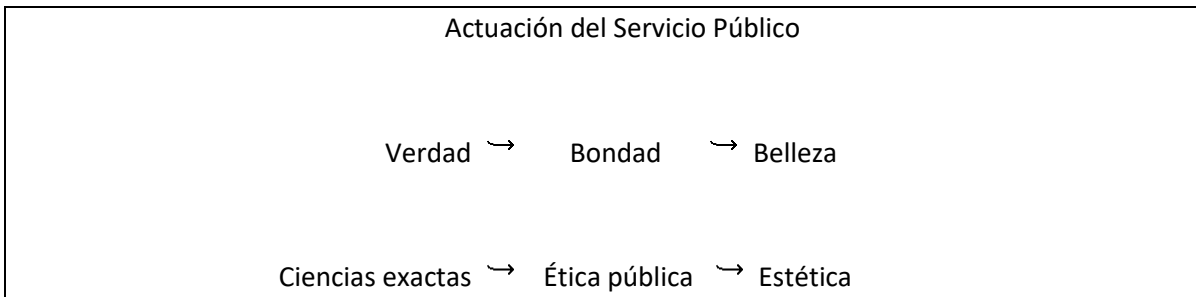 Actuación del Servicio Público
Verdad ⤷ Bondad ⤷ Belleza
Ciencias exactas ⤷ Ética pública ⤷ Estética